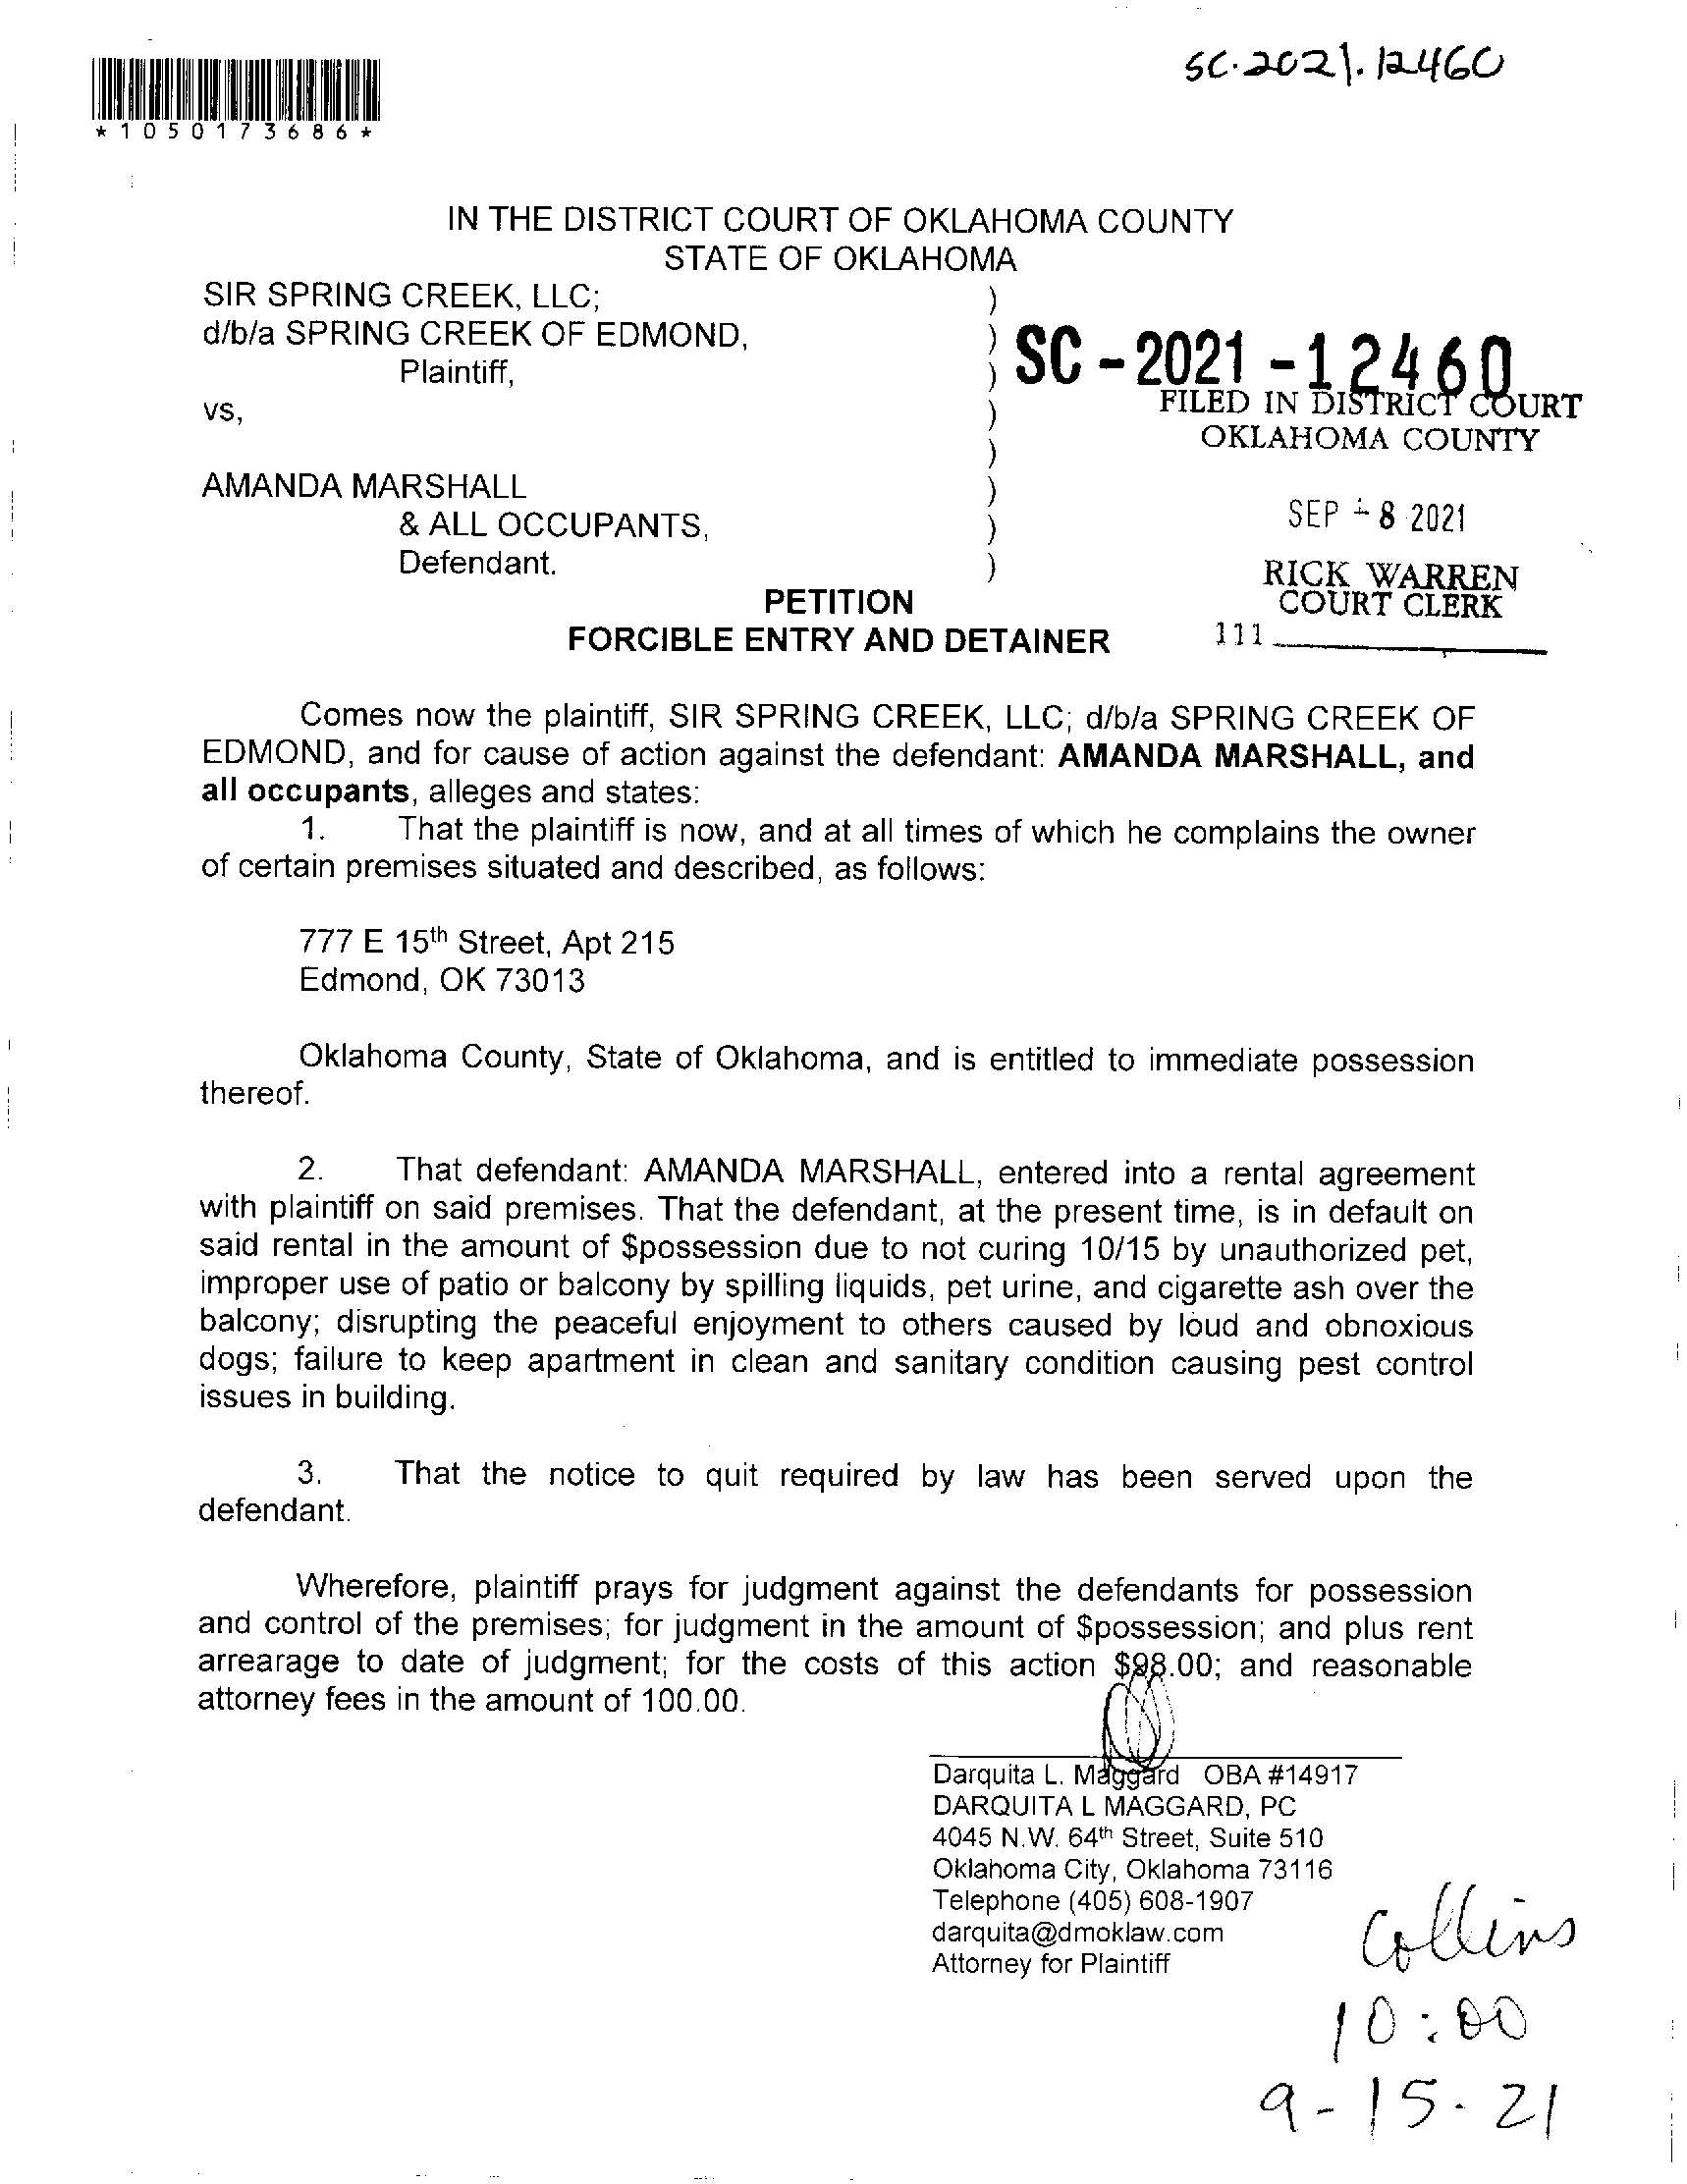 SC.2021.12460
*1050173686*
IN THE DISTRICT COURT OF OKLAHOMA COUNTY
STATE OF OKLAHOMA
SIR SPRING CREEK, LLC; )
d/b/a SPRING CREEK OF EDMOND, )
Plaintiff, )
SC - 2021 - 12460
vs, )
FILED IN DISTRICT COURT
OKLAHOMA COUNTY
)
AMANDA MARSHALL )
& ALL OCCUPANTS, )
SEP - 8 2021
Defendant. )
RICK WARREN
COURT CLERK
111
PETITION
FORCIBLE ENTRY AND DETAINER
Comes now the plaintiff, SIR SPRING CREEK, LLC; d/b/a SPRING CREEK OF
EDMOND, and for cause of action against the defendant: AMANDA MARSHALL, and
all occupants, alleges and states:
1. That the plaintiff is now, and at all times of which he complains the owner
of certain premises situated and described, as follows:
777 E 15th Street, Apt 215
Edmond, OK 73013
Oklahoma County, State of Oklahoma, and is entitled to immediate possession
thereof.
2. That defendant: AMANDA MARSHALL, entered into a rental agreement
with plaintiff on said premises. That the defendant, at the present time, is in default on
said rental in the amount of $possession due to not curing 10/15 by unauthorized pet,
improper use of patio or balcony by spilling liquids, pet urine, and cigarette ash over the
balcony; disrupting the peaceful enjoyment to others caused by loud and obnoxious
dogs; failure to keep apartment in clean and sanitary condition causing pest control
issues in building.
3. That the notice to quit required by law has been served upon the
defendant.
Wherefore, plaintiff prays for judgment against the defendants for possession
and control of the premises; for judgment in the amount of $possession; and plus rent
arrearage to date of judgment; for the costs of this action $98.00; and reasonable
attorney fees in the amount of 100.00.
Darquita L. Maggard OBA #14917
DARQUITA L MAGGARD, PC
4045 N.W. 64th Street, Suite 510
Oklahoma City, Oklahoma 73116
Telephone (405) 608-1907
darquita@dmoklaw.com
Attorney for Plaintiff
Collins
10:00
9-15-21